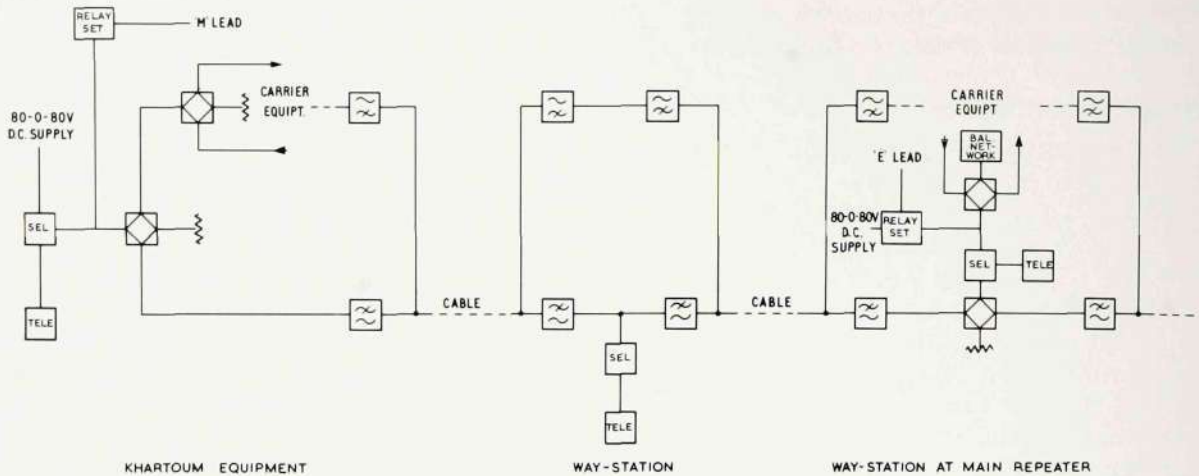 RELAY
SET
'M' LEAD
80-0-80V
D.C. SUPPLY
CARRIER
EQUIPT.
SEL
TELE
CABLE
KHARTOUM EQUIPMENT
SEL
TELE
WAY-STATION
CABLE
CARRIER
EQUIPT
BAL
NET-
WORK
'E' LEAD
80-0-80V
D.C.
SUPPLY
RELAY
SET
SEL
TELE
WAY-STATION AT MAIN REPEATER